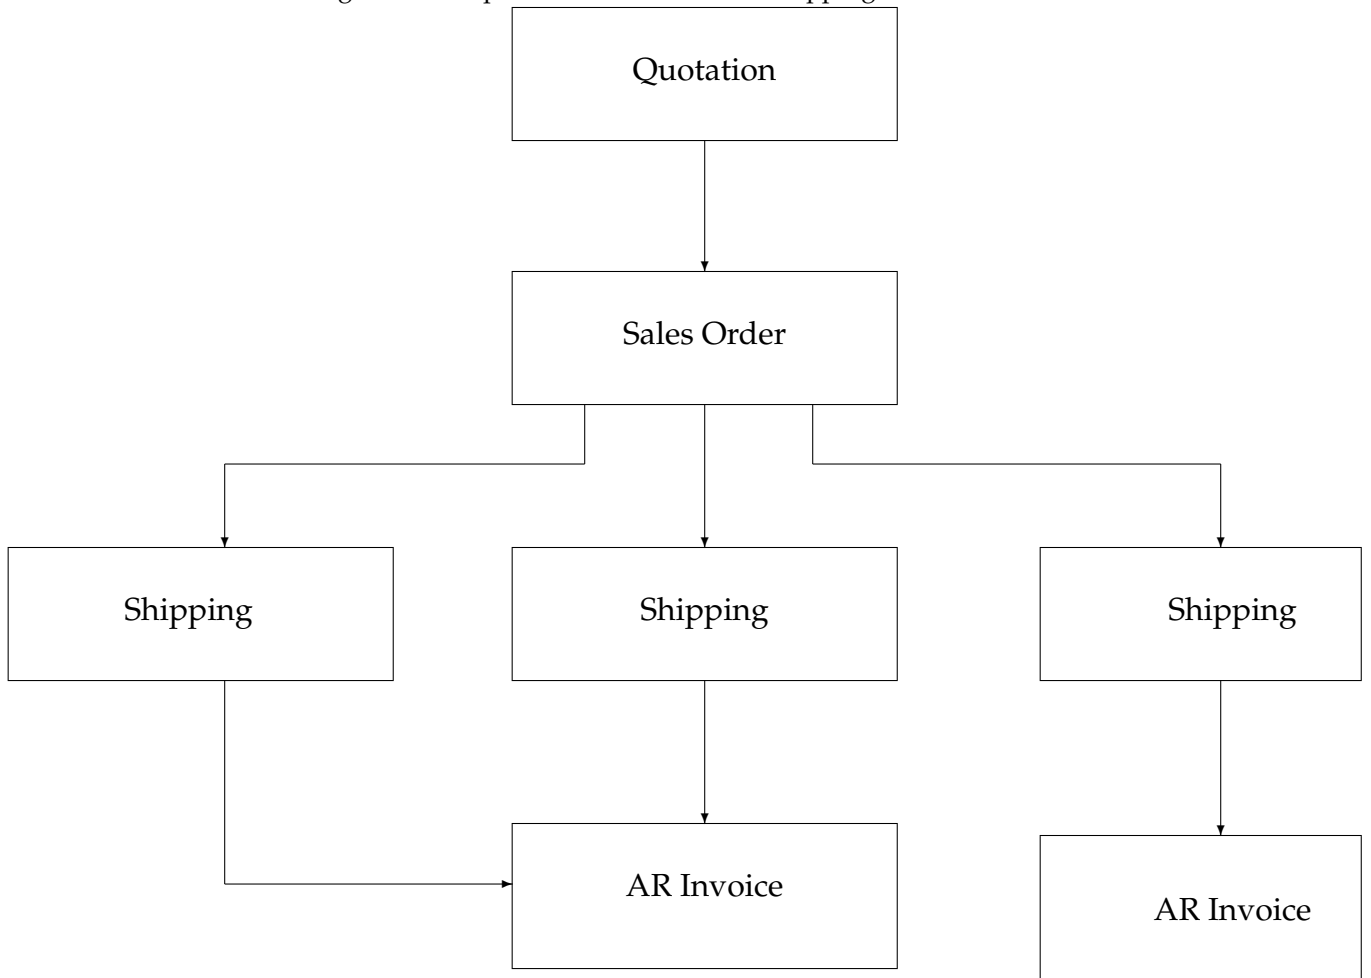 Quotation
Sales Order
Shipping
Shipping
Shipping
AR Invoice
AR Invoice